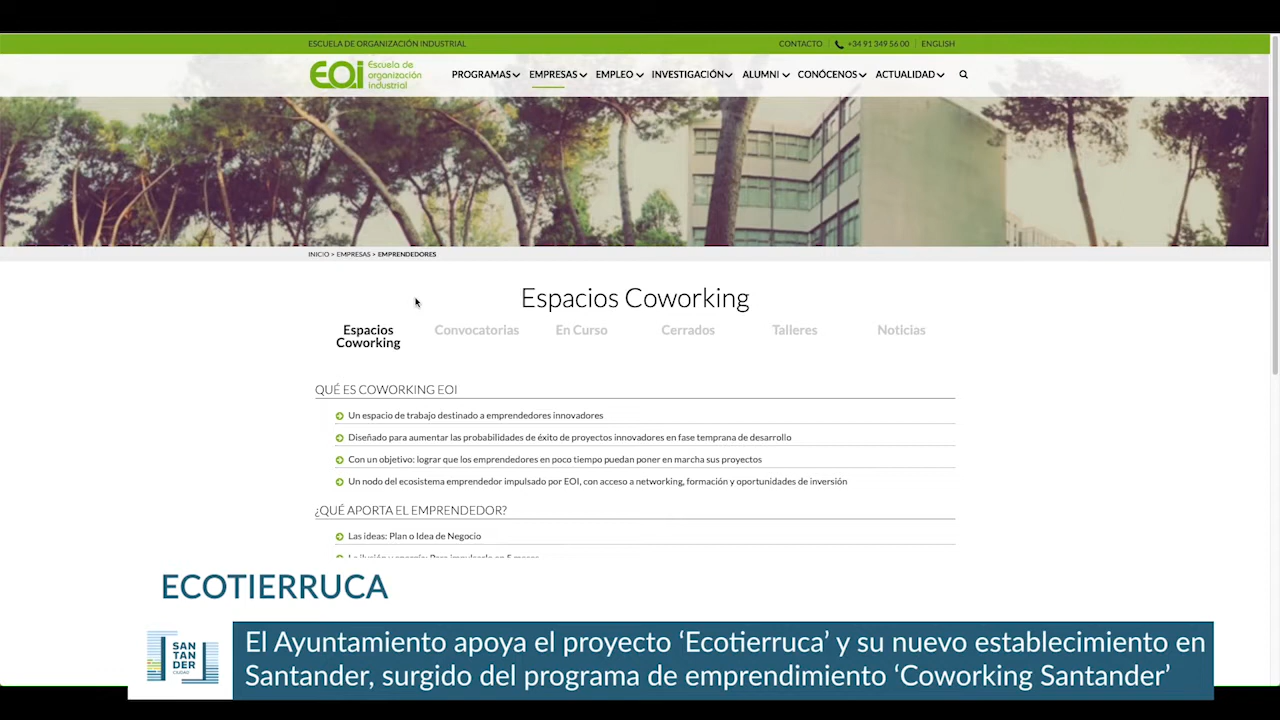 ESCUELA DE ORGANIZACIÓN INDUSTRIAL
CONTACTO
+34 91 349 56 00
ENGLISH
EOi Escuela de
organización
industrial
PROGRAMAS
EMPRESAS
EMPLEO
INVESTIGACIÓN
ALUMNI
CONÓCENOS
ACTUALIDAD
INICIO > EMPRESAS > EMPRENDEDORES
Espacios Coworking
Espacios
Coworking
Convocatorias
En Curso
Cerrados
Talleres
Noticias
QUÉ ES COWORKING EOI
Un espacio de trabajo destinado a emprendedores innovadores
Diseñado para aumentar las probabilidades de éxito de proyectos innovadores en fase temprana de desarrollo
Con un objetivo: lograr que los emprendedores en poco tiempo puedan poner en marcha sus proyectos
Un nodo del ecosistema emprendedor impulsado por EOI, con acceso a networking, formación y oportunidades de inversión
¿QUÉ APORTA EL EMPRENDEDOR?
Las ideas: Plan o Idea de Negocio
ECOTIERRUCA
SAN
TAN
DER
CIUDAD
El Ayuntamiento apoya el proyecto ‘Ecotierruca’ y su nuevo establecimiento en
Santander, surgido del programa de emprendimiento ‘Coworking Santander’